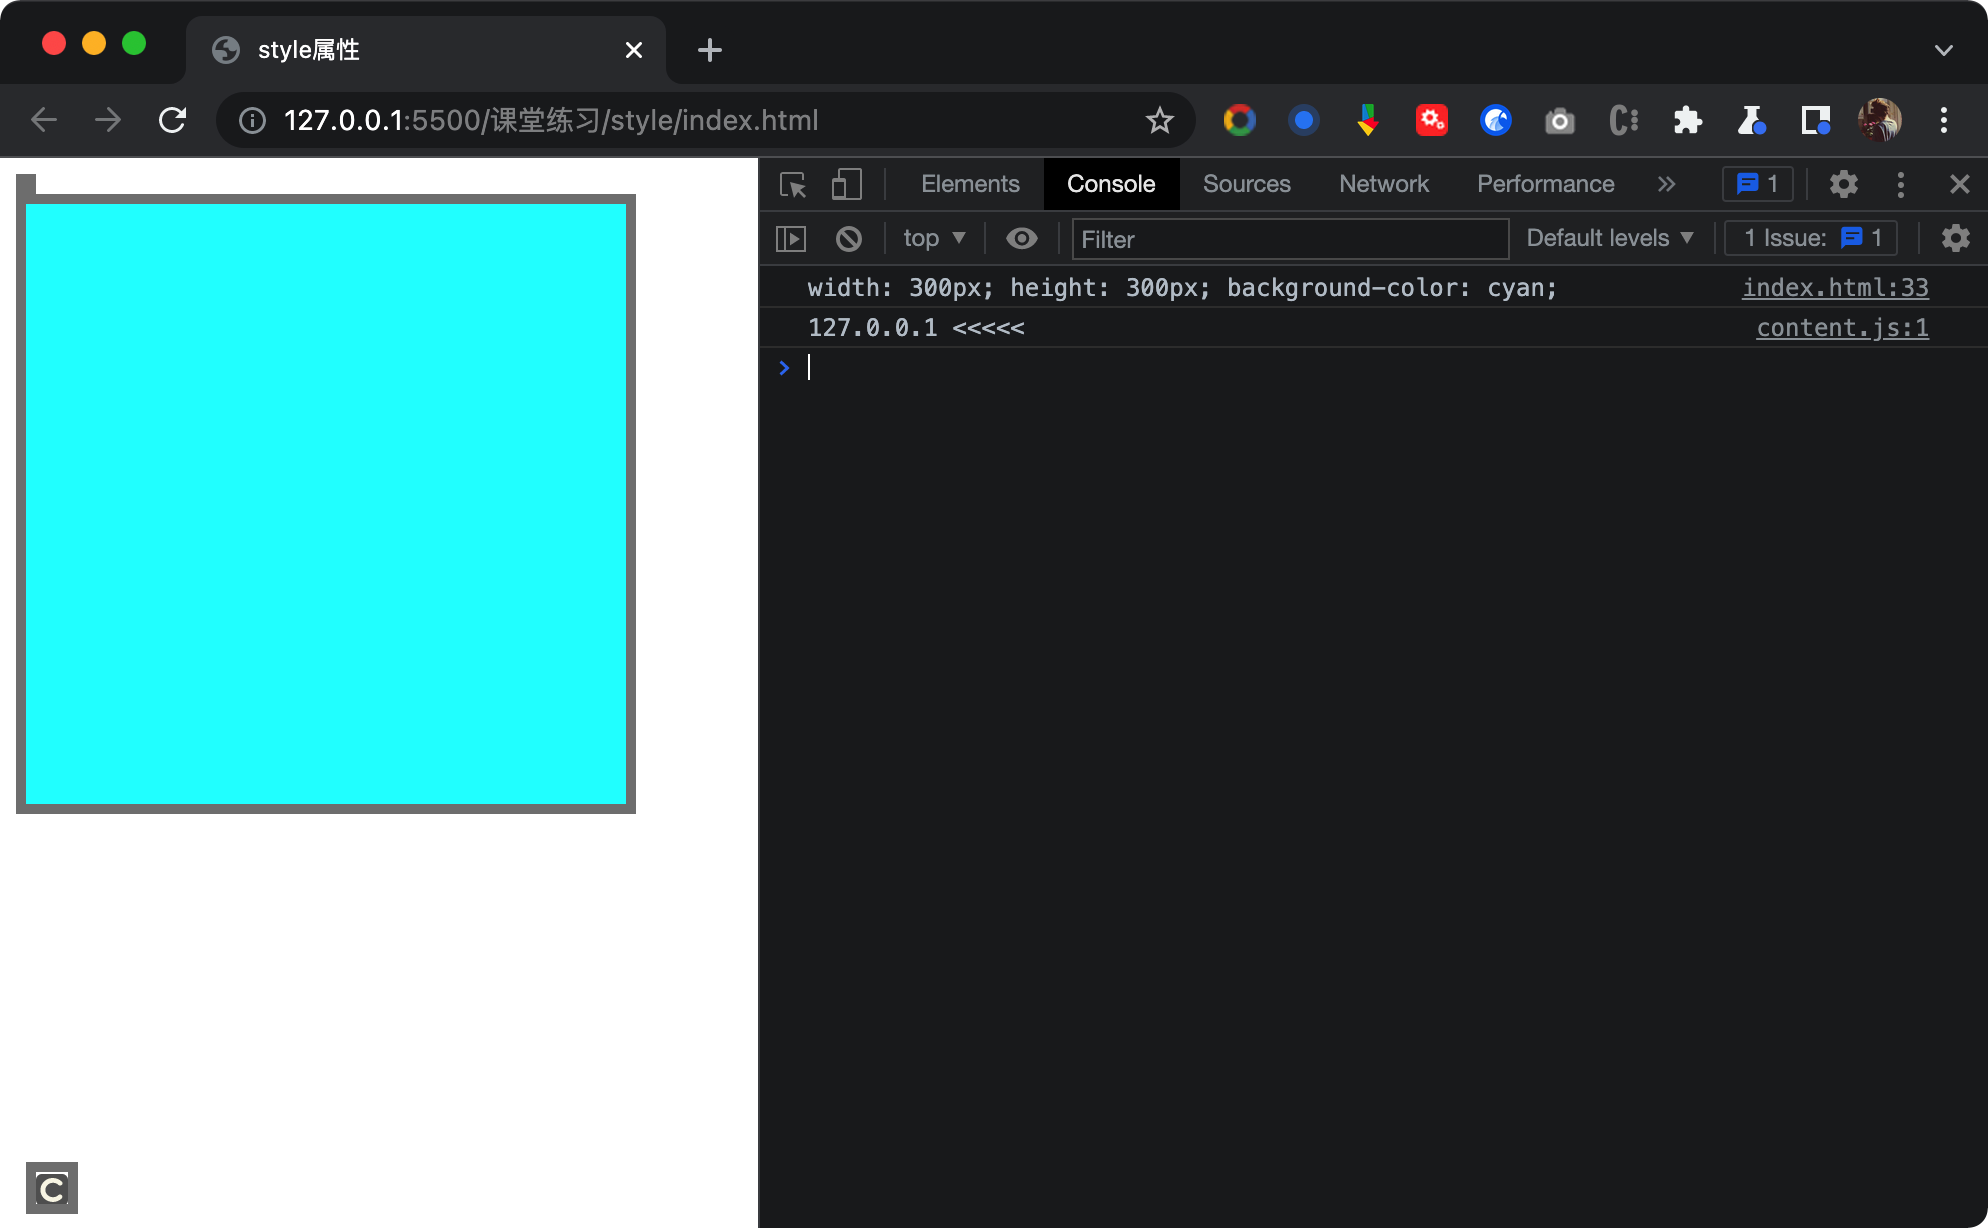 style属性
127.0.0.1:5500/课堂练习/style/index.html
Elements Console Sources Network Performance 1
top Filter Default levels 1 Issue: 1
width: 300px; height: 300px; background-color: cyan; index.html:33
127.0.0.1 <<<<< content.js:1
C